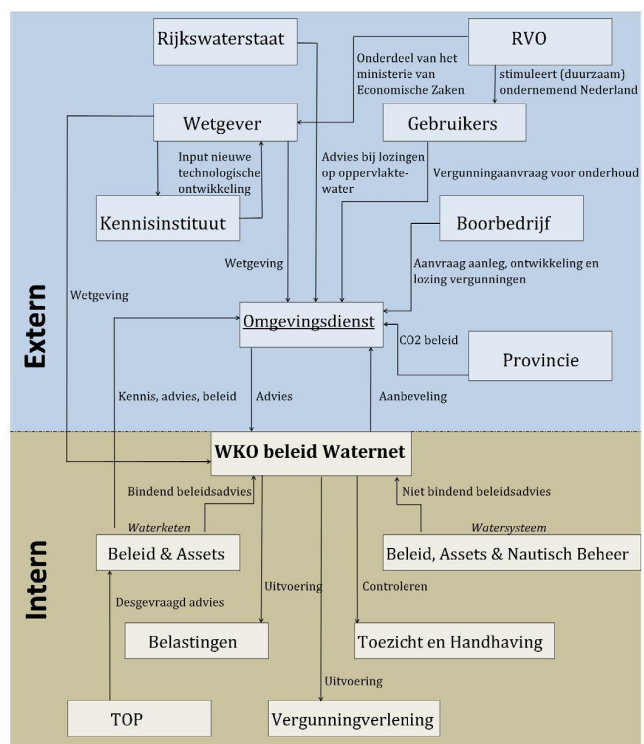 Rijkswaterstaat
RVO
Onderdeel van het
ministerie van
Economische Zaken
stimuleert (duurzaam)
ondernemend Nederland
Wetgever
Gebruikers
Input nieuwe
technologische
ontwikkeling
Advies bij lozingen
op oppervlakte-
water
Vergunningaanvraag voor onderhoud
Kennisinstituut
Boorbedrijf
Wetgeving
Aanvraag aanleg, ontwikkeling en
lozing vergunningen
Wetgeving
Extern
Omgevingsdienst
CO2 beleid
Provincie
Kennis, advies, beleid
Advies
Aanbeveling
WKO beleid Waternet
Bindend beleidsadvies
Niet bindend beleidsadvies
Waterketen
Watersysteem
Beleid & Assets
Beleid, Assets & Nautisch Beheer
Intern
Uitvoering
Controleren
Desgevraagd advies
Belastingen
Toezicht en Handhaving
Uitvoering
TOP
Vergunningverlening